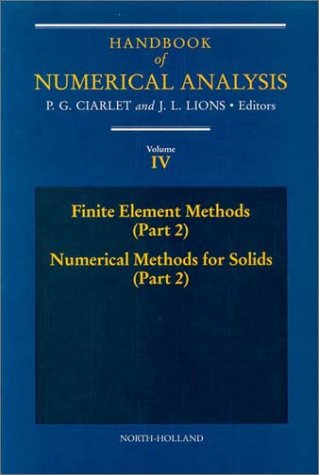 HANDBOOK
of
NUMERICAL ANALYSIS
P. G. CIARLET and J. L. LIONS • Editors
Volume
IV
Finite Element Methods
(Part 2)
Numerical Methods for Solids
(Part 2)
NORTH-HOLLAND